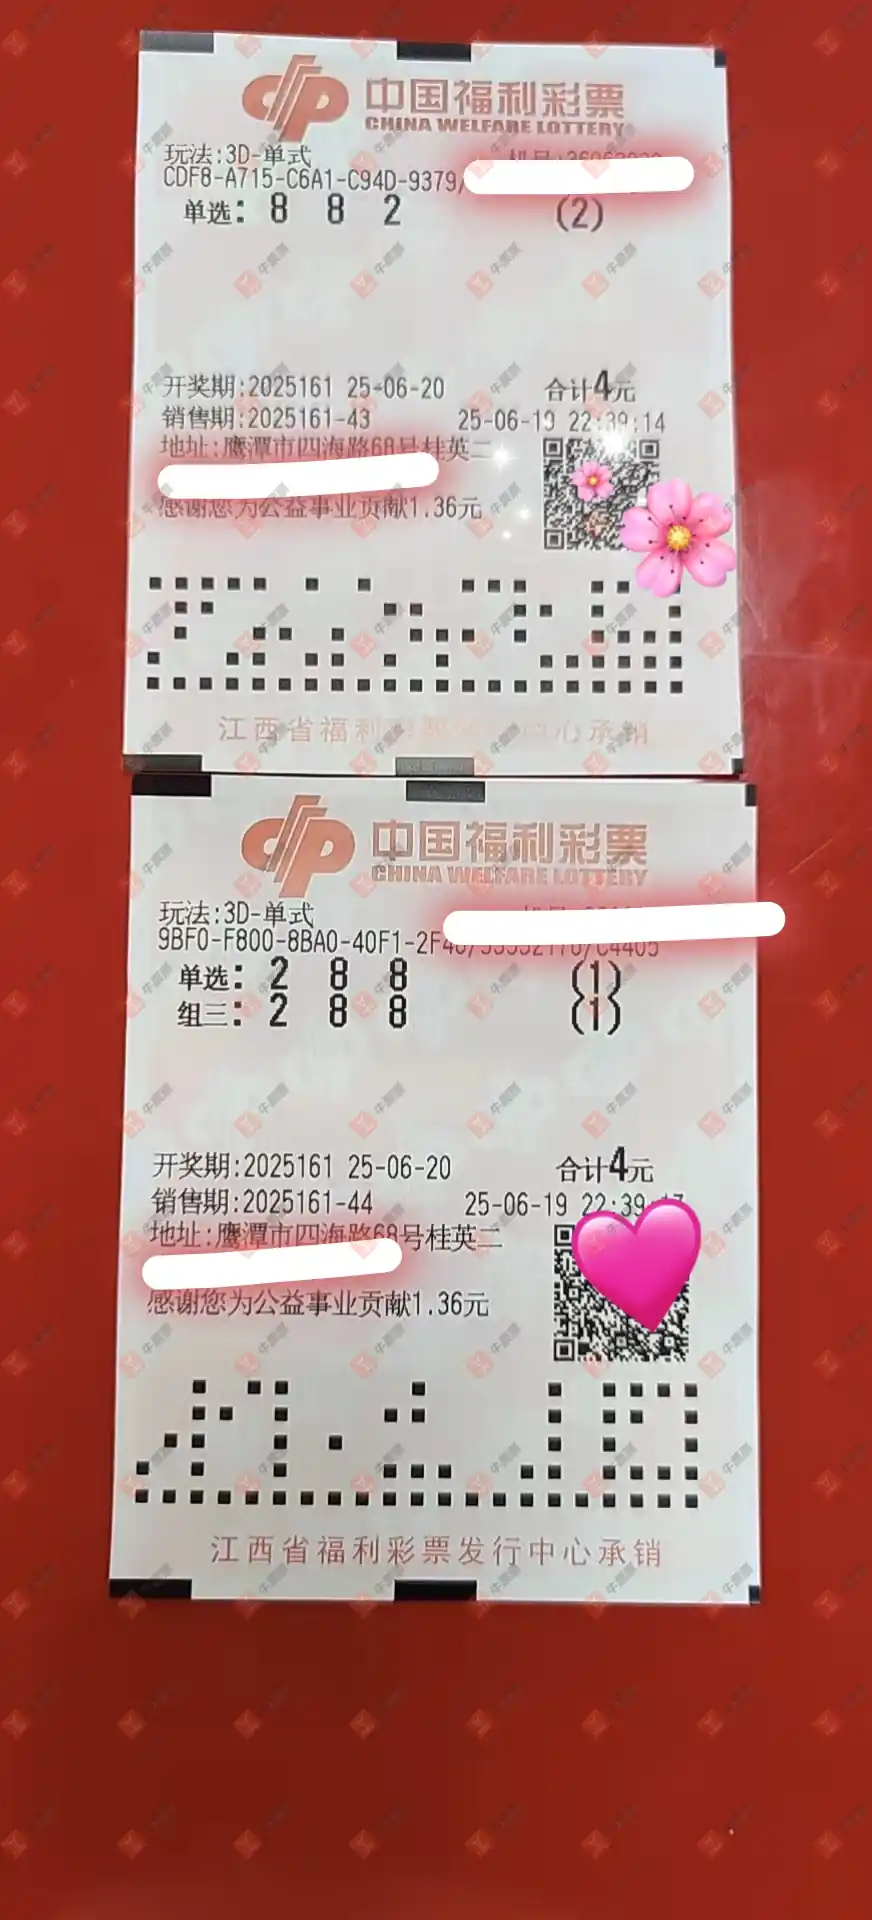 中国福利彩票
CHINA WELFARE LOTTERY
玩法:3D-单式
CDF8-A715-C6A1-C94D-9379/
单选: 8 8 2 (2)
开奖期:2025161 25-06-20 合计4元
销售期:2025161-43 25-06-19 22:39:14
地址:鹰潭市四海路68号桂英二
感谢您为公益事业贡献1.36元
江西省福利彩票发行中心承销
中国福利彩票
CHINA WELFARE LOTTERY
玩法:3D-单式
9BF0-F800-8BA0-40F1-2F40/
单选: 2 8 8 (1)
组三: 2 8 8 (1)
开奖期:2025161 25-06-20 合计4元
销售期:2025161-44 25-06-19 22:39:17
地址:鹰潭市四海路68号桂英二
感谢您为公益事业贡献1.36元
江西省福利彩票发行中心承销